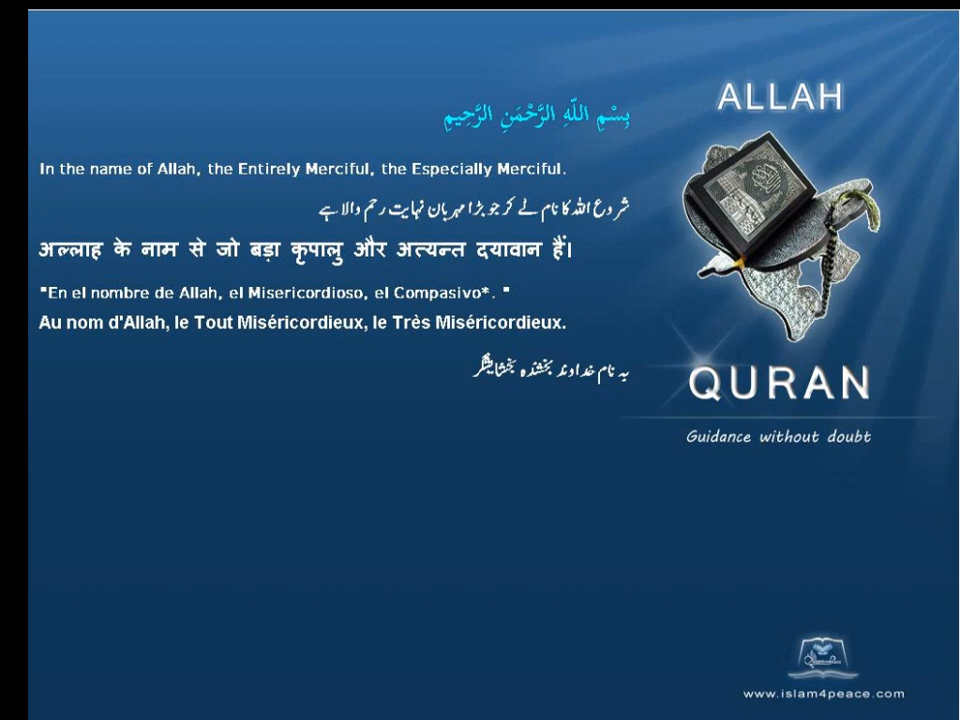 بِسْمِ اللَّهِ الرَّحْمَنِ الرَّحِيمِ
In the name of Allah, the Entirely Merciful, the Especially Merciful.
شروع اللہ کا نام لے کر جو بڑا مہربان نہایت رحم والا ہے
अल्लाह के नाम से जो बड़ा कृपालु और अत्यन्त दयावान हैं।
"En el nombre de Allah, el Misericordioso, el Compasivo*. "
Au nom d'Allah, le Tout Miséricordieux, le Très Miséricordieux.
به نام خداوند بخشنده بخشایشگر
ALLAH
QURAN
Guidance without doubt
www.islam4peace.com